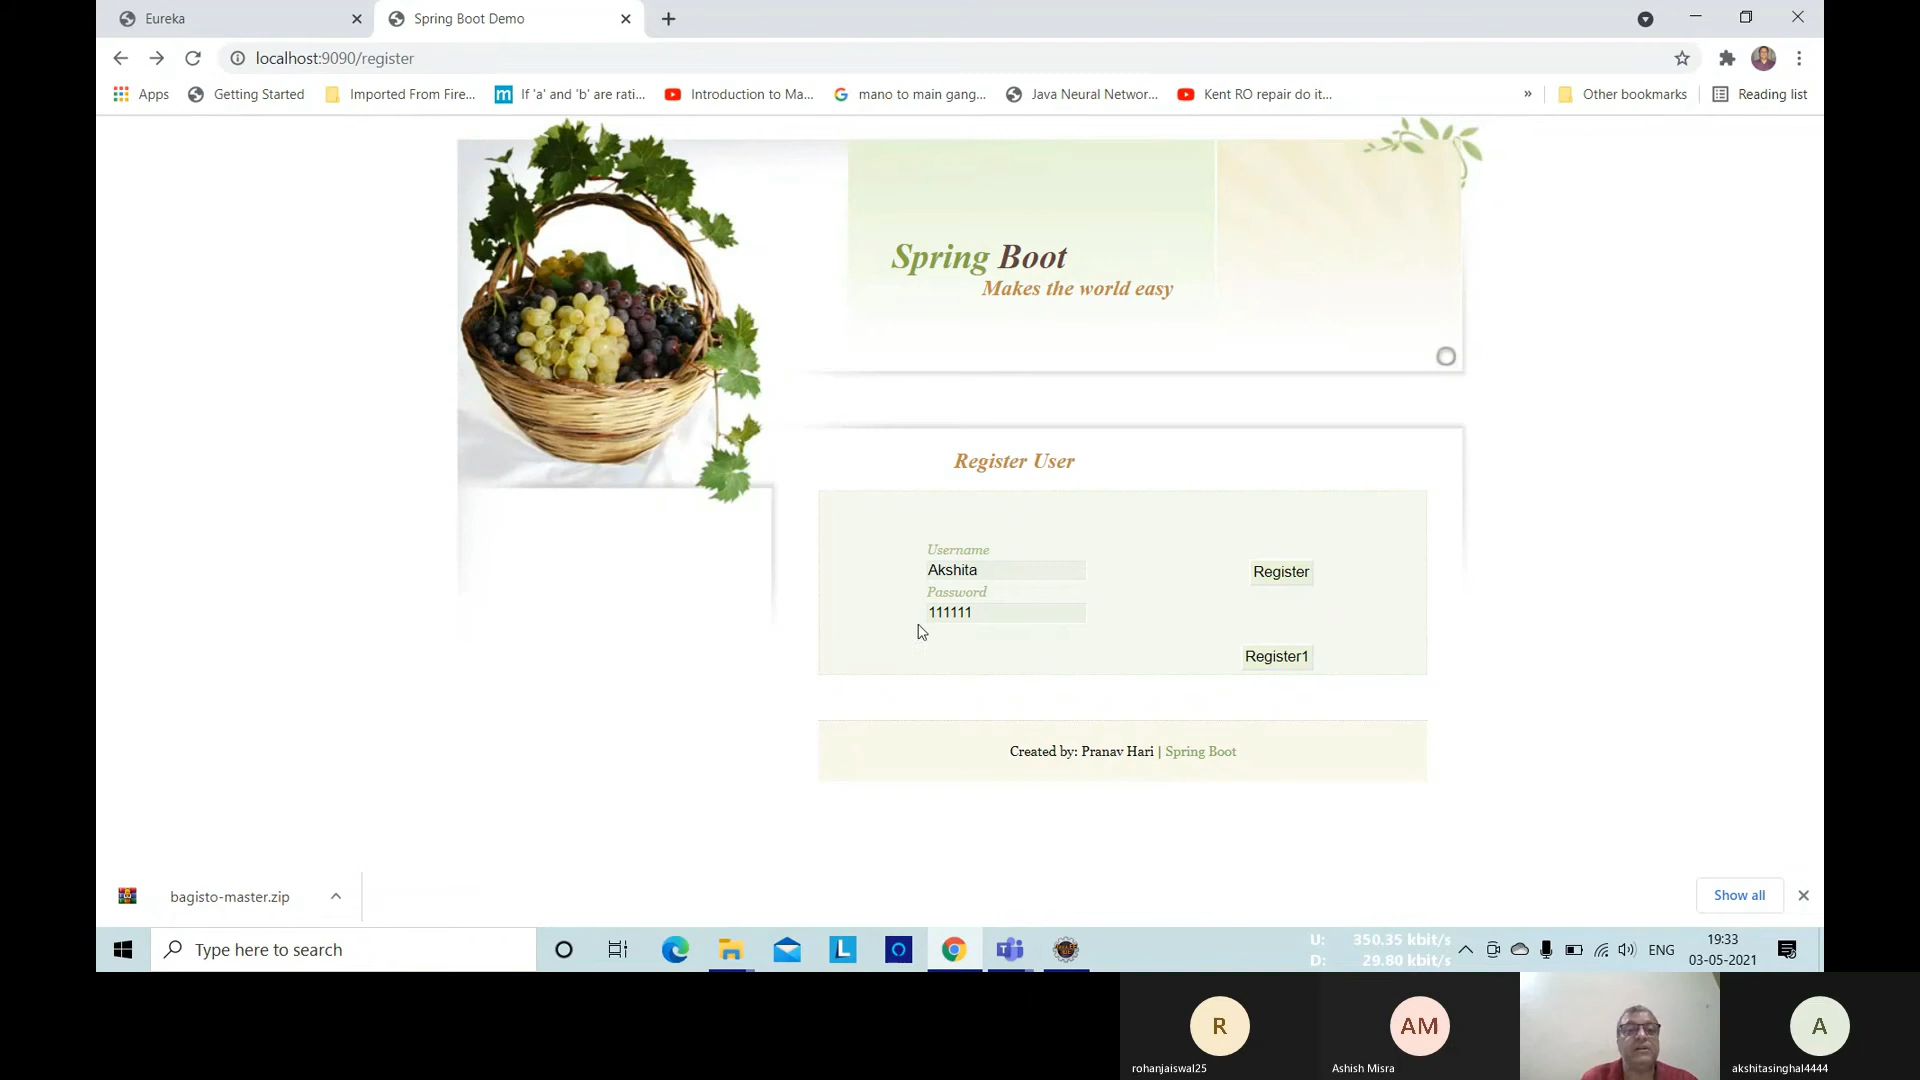 Eureka
Spring Boot Demo
localhost:9090/register
Apps
Getting Started
Imported From Fire...
If 'a' and 'b' are rati...
Introduction to Ma...
mano to main gang...
Java Neural Networ...
Kent RO repair do it...
»
Other bookmarks
Reading list
Spring Boot
Makes the world easy
Register User
Username
Akshita
Register
Password
111111
Register1
Created by: Pranav Hari | Spring Boot
bagisto-master.zip
Show all
Type here to search
U: 350.35 kbit/s
D: 29.80 kbit/s
ENG
19:33
03-05-2021
R
AM
A
rohanjaiswal25
Ashish Misra
akshitasinghal4444